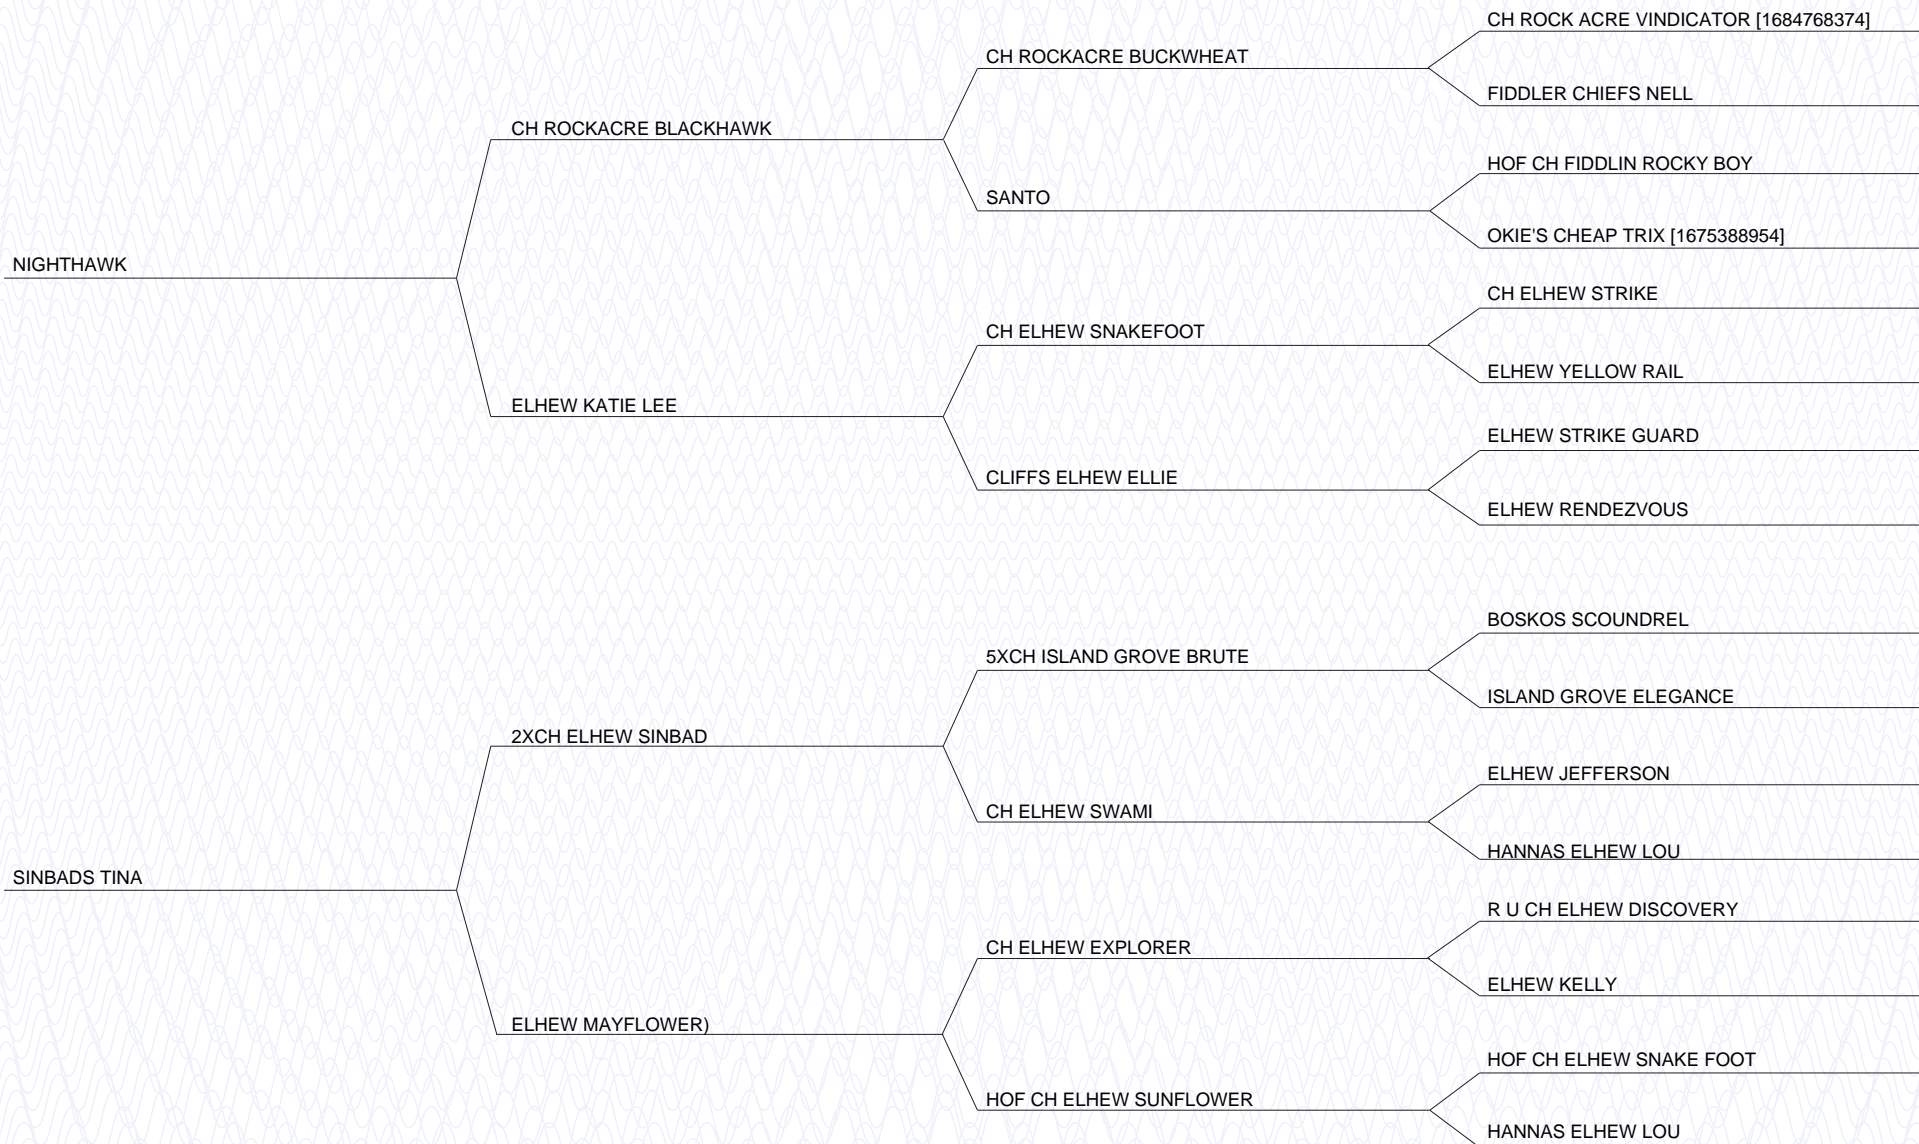 CH ROCK ACRE VINDICATOR [1684768374]
CH ROCKACRE BUCKWHEAT
FIDDLER CHIEFS NELL
CH ROCKACRE BLACKHAWK
HOF CH FIDDLIN ROCKY BOY
SANTO
OKIE'S CHEAP TRIX [1675388954]
NIGHTHAWK
CH ELHEW STRIKE
CH ELHEW SNAKEFOOT
ELHEW YELLOW RAIL
ELHEW KATIE LEE
ELHEW STRIKE GUARD
CLIFFS ELHEW ELLIE
ELHEW RENDEZVOUS
BOSKOS SCOUNDREL
5XCH ISLAND GROVE BRUTE
ISLAND GROVE ELEGANCE
2XCH ELHEW SINBAD
ELHEW JEFFERSON
CH ELHEW SWAMI
HANNAS ELHEW LOU
SINBADS TINA
R U CH ELHEW DISCOVERY
CH ELHEW EXPLORER
ELHEW KELLY
ELHEW MAYFLOWER)
HOF CH ELHEW SNAKE FOOT
HOF CH ELHEW SUNFLOWER
HANNAS ELHEW LOU